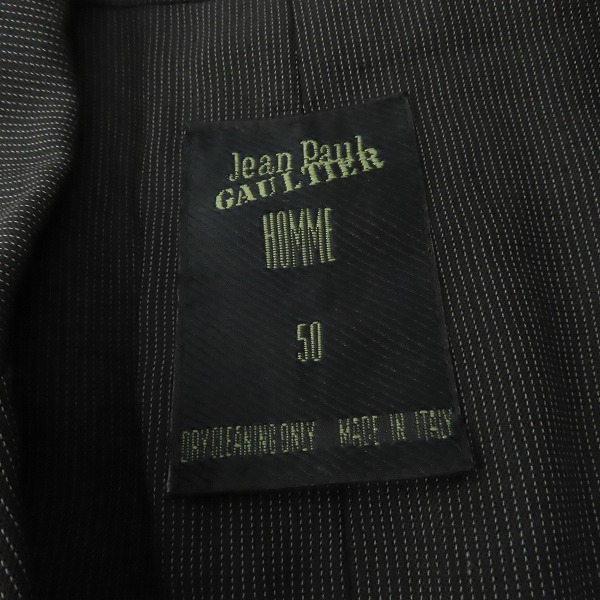 Jean Paul
GAULTIER
HOMME
50
DRY CLEANING ONLY MADE IN ITALY